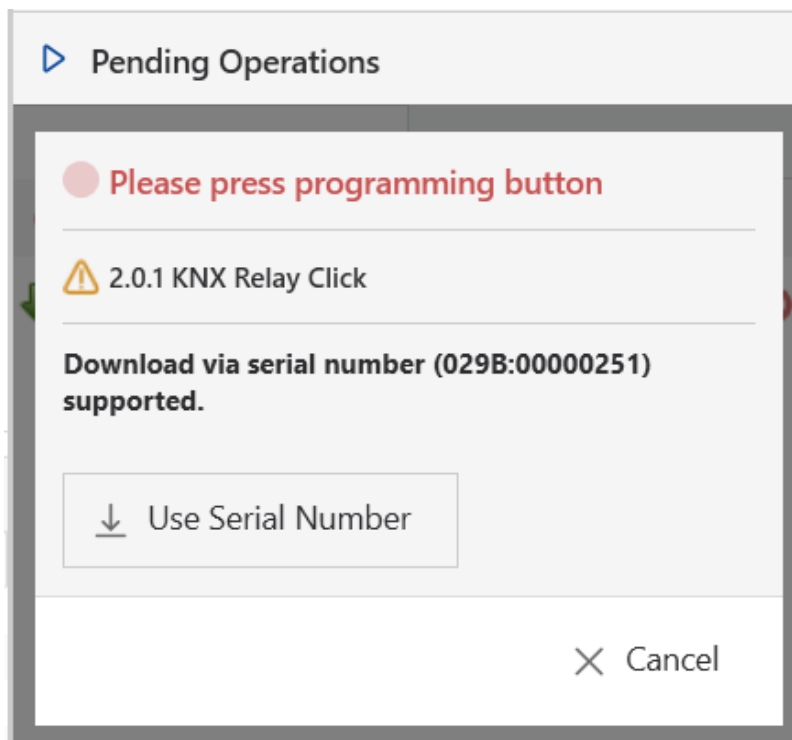 Pending Operations
Please press programming button
2.0.1 KNX Relay Click
Download via serial number (029B:00000251)
supported.
Use Serial Number
Cancel